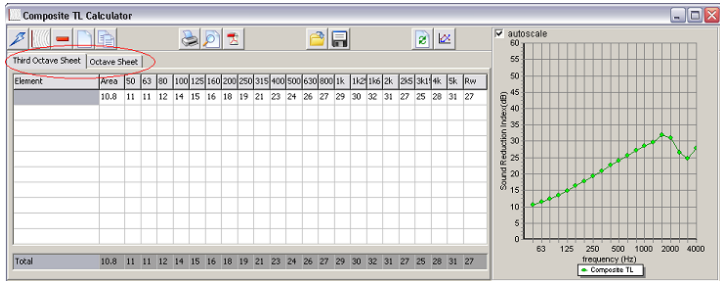 Composite TL Calculator
Third Octave Sheet Octave Sheet
Element Area 50 63 80 100 125 160 200 250 315 400 500 630 800 1k 1k25 1k6 2k 2k5 3k15 4k 5k Rw
10.8 11 11 12 14 15 16 18 19 21 23 24 26 27 29 30 32 31 27 25 28 31 27
Total 10.8 11 11 12 14 15 16 18 19 21 23 24 26 27 29 30 32 31 27 25 28 31 27
autoscale
Sound Reduction Index(dB)
60
55
50
45
40
35
30
25
20
15
10
5
0
63 125 250 500 1000 2000 4000
frequency (Hz)
Composite TL